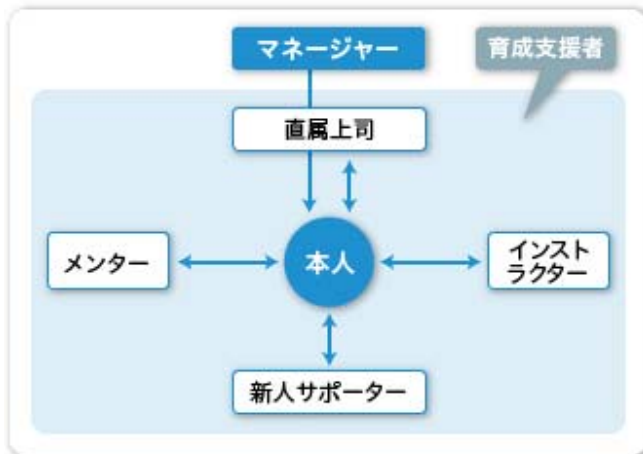 マネージャー
育成支援者
直属上司
メンター
本人
インスト
ラクター
新人サポーター